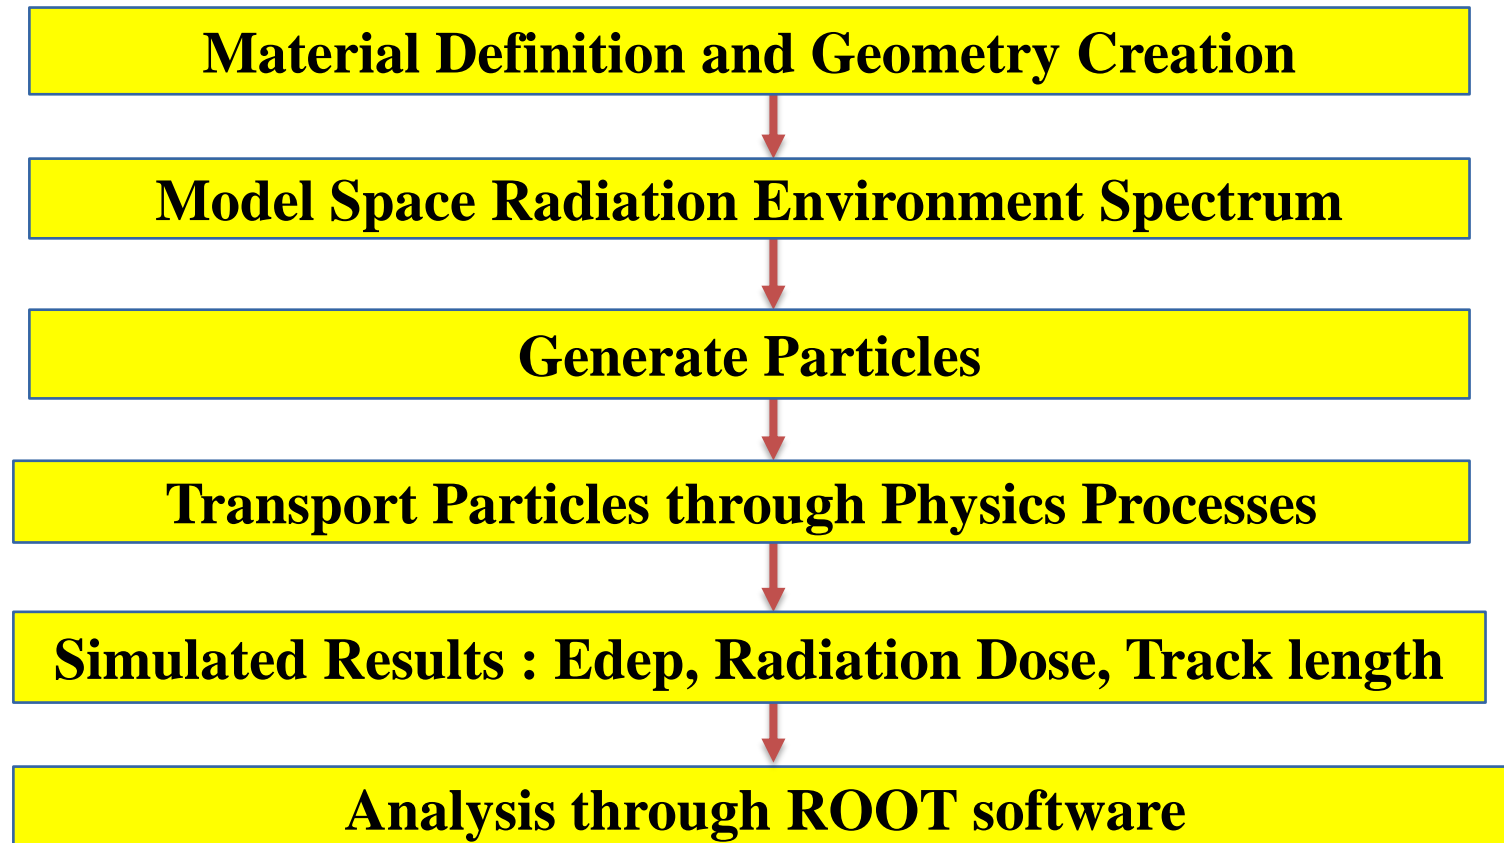 Material Definition and Geometry Creation
Model Space Radiation Environment Spectrum
Generate Particles
Transport Particles through Physics Processes
Simulated Results : Edep, Radiation Dose, Track length
Analysis through ROOT software